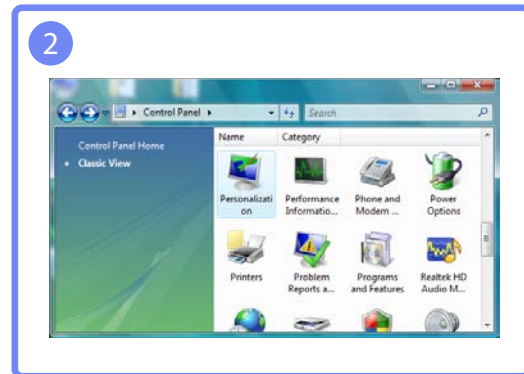 2
Control Panel
Search
Control Panel Home
Classic View
Name Category
Personalizati
on
Performance
Informatio...
Phone and
Modem ...
Power
Options
Printers
Problem
Reports a...
Programs
and Features
Realtek HD
Audio M...